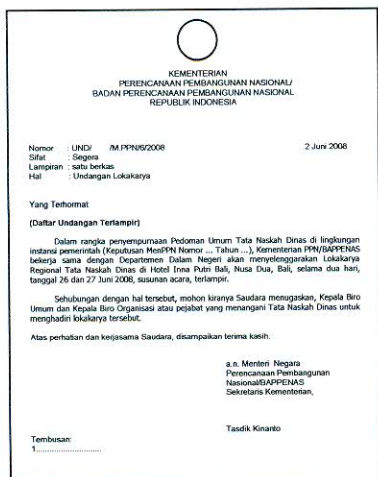 KEMENTERIAN
PERENCANAAN PEMBANGUNAN NASIONAL/
BADAN PERENCANAAN PEMBANGUNAN NASIONAL
REPUBLIK INDONESIA
Nomor : UND/ /M.PPN/6/2008 2 Juni 2008
Sifat : Segera
Lampiran : satu berkas
Hal : Undangan Lokakarya
Yang Terhormat
(Daftar Undangan Terlampir)
Dalam rangka penyempurnaan Pedoman Umum Tata Naskah Dinas di lingkungan
instansi pemerintah (Keputusan MenPPN Nomor ... Tahun ...), Kementerian PPN/BAPPENAS
bekerja sama dengan Departemen Dalam Negeri akan menyelenggarakan Lokakarya
Regional Tata Naskah Dinas di Hotel Inna Putri Bali, Nusa Dua, Bali, selama dua hari,
tanggal 26 dan 27 Juni 2008, susunan acara, terlampir.
Sehubungan dengan hal tersebut, mohon kiranya Saudara menugaskan, Kepala Biro
Umum dan Kepala Biro Organisasi atau pejabat yang menangani Tata Naskah Dinas untuk
menghadiri lokakarya tersebut.
Atas perhatian dan kerjasama Saudara, disampaikan terima kasih.
a.n. Menteri Negara
Perencanaan Pembangunan
Nasional/BAPPENAS
Sekretaris Kementerian,
Tasdik Kinanto
Tembusan:
1............................